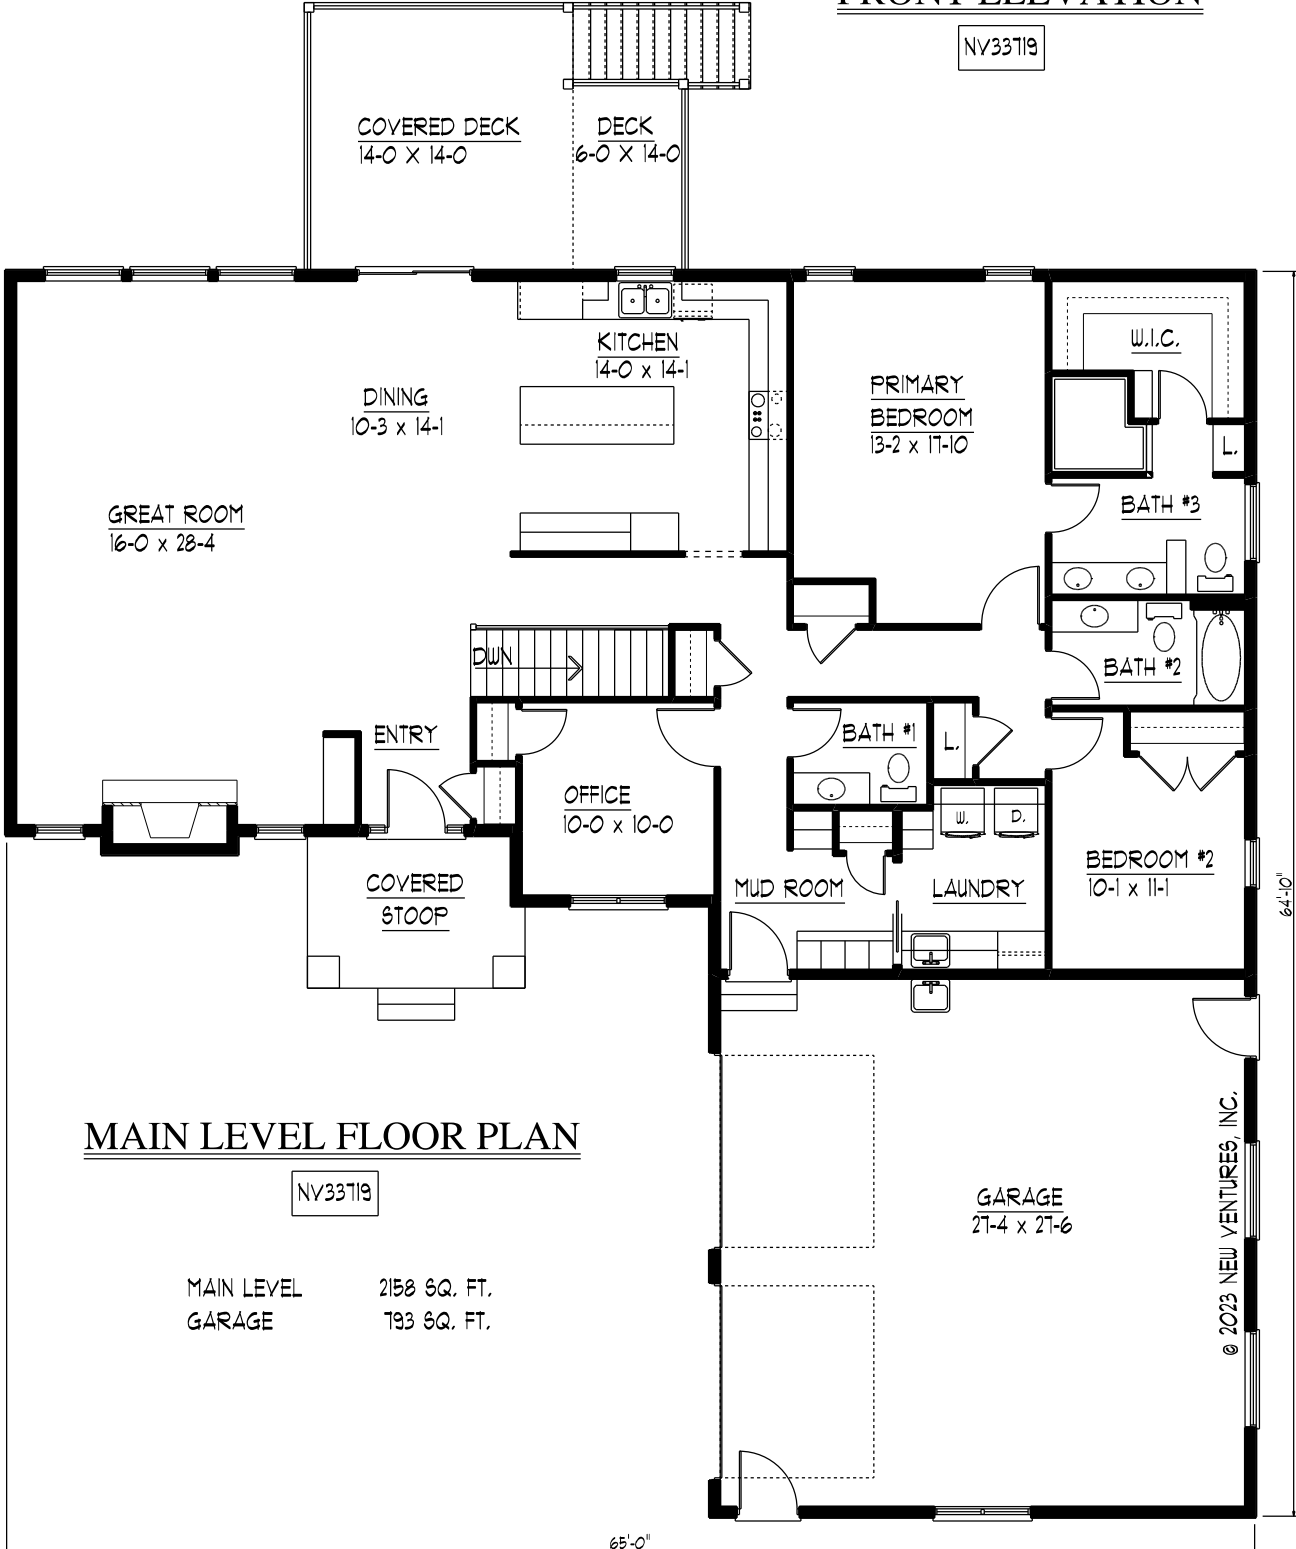 FRONT ELEVATION
NV33719
COVERED DECK
14-0 X 14-0
DECK
6-0 X 14-0
KITCHEN
14-0 x 14-1
DINING
10-3 x 14-1
PRIMARY
BEDROOM
13-2 x 17-10
W.I.C.
L.
BATH #3
GREAT ROOM
16-0 x 28-4
DWN
BATH #2
ENTRY
BATH #1
L.
OFFICE
10-0 x 10-0
W.
D.
COVERED
STOOP
MUD ROOM
LAUNDRY
BEDROOM #2
10-1 x 11-1
64'-10"
MAIN LEVEL FLOOR PLAN
NV33719
GARAGE
27-4 x 27-6
MAIN LEVEL 2158 SQ. FT.
GARAGE 793 SQ. FT.
© 2023 NEW VENTURES, INC.
65'-0"